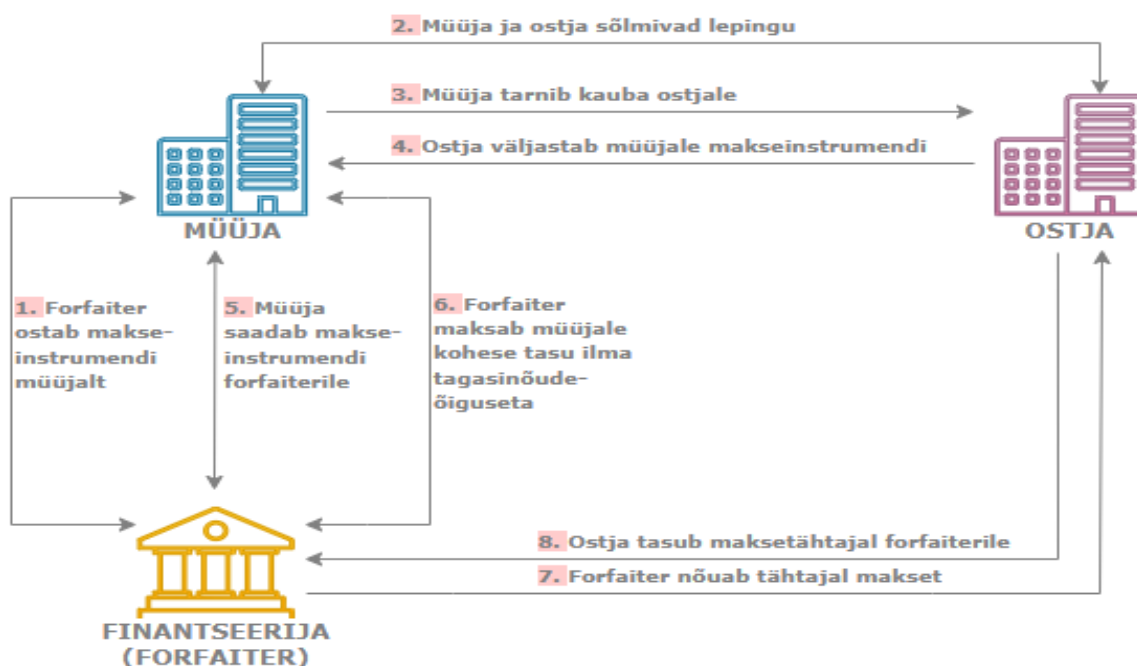 2. Müüja ja ostja sõlmivad lepingu
3. Müüja tarnib kauba ostjale
4. Ostja väljastab müüjale makseinstrumendi
MÜÜJA
OSTJA
1. Forfaiter
ostab makse-
instrumendi
müüjalt
5. Müüja
saadab makse-
instrumendi
forfaiterile
6. Forfaiter
maksab müüjale
kohese tasu ilma
tagasinõude-
õiguseta
8. Ostja tasub maksetähtajal forfaiterile
7. Forfaiter nõuab tähtajal makset
FINANTSEERIJA
(FORFAITER)